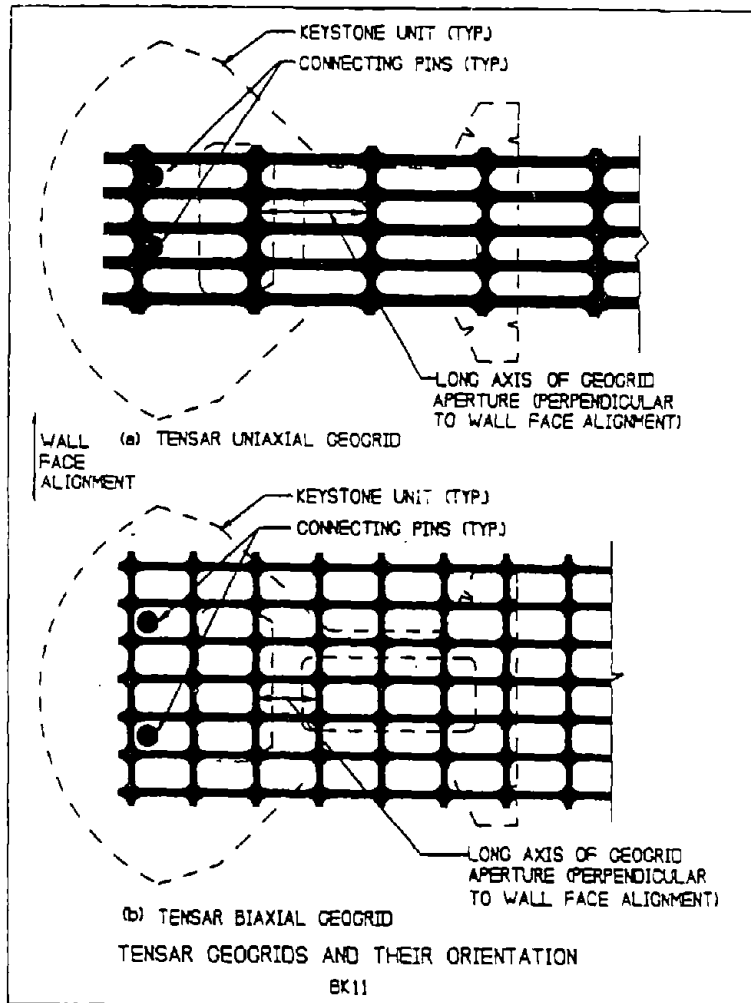 KEYSTONE UNIT (TYP.)
CONNECTING PINS (TYP.)
LONG AXIS OF GEOGRID
APERTURE (PERPENDICULAR
TO WALL FACE ALIGNMENT)
WALL
FACE
ALIGNMENT
(a) TENSAR UNIAXIAL GEOGRID
KEYSTONE UNIT (TYP.)
CONNECTING PINS (TYP.)
LONG AXIS OF GEOGRID
APERTURE (PERPENDICULAR
TO WALL FACE ALIGNMENT)
(b) TENSAR BIAXIAL GEOGRID
TENSAR GEOGRIDS AND THEIR ORIENTATION
BK11